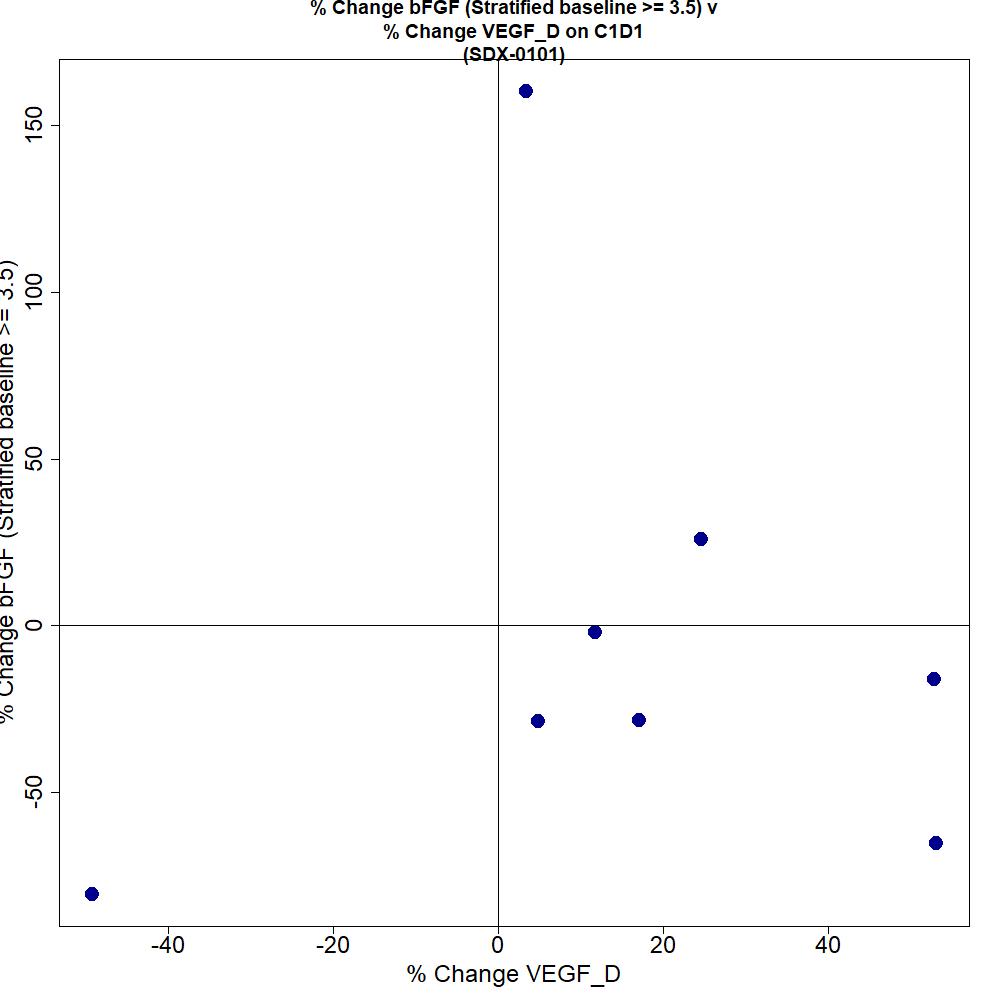 % Change bFGF (Stratified baseline >= 3.5) v
% Change VEGF_D on C1D1
(SDX-0101)
% Change bFGF (Stratified baseline >= 3.5)
150
100
50
0
-50
-40
-20
0
20
40
% Change VEGF_D